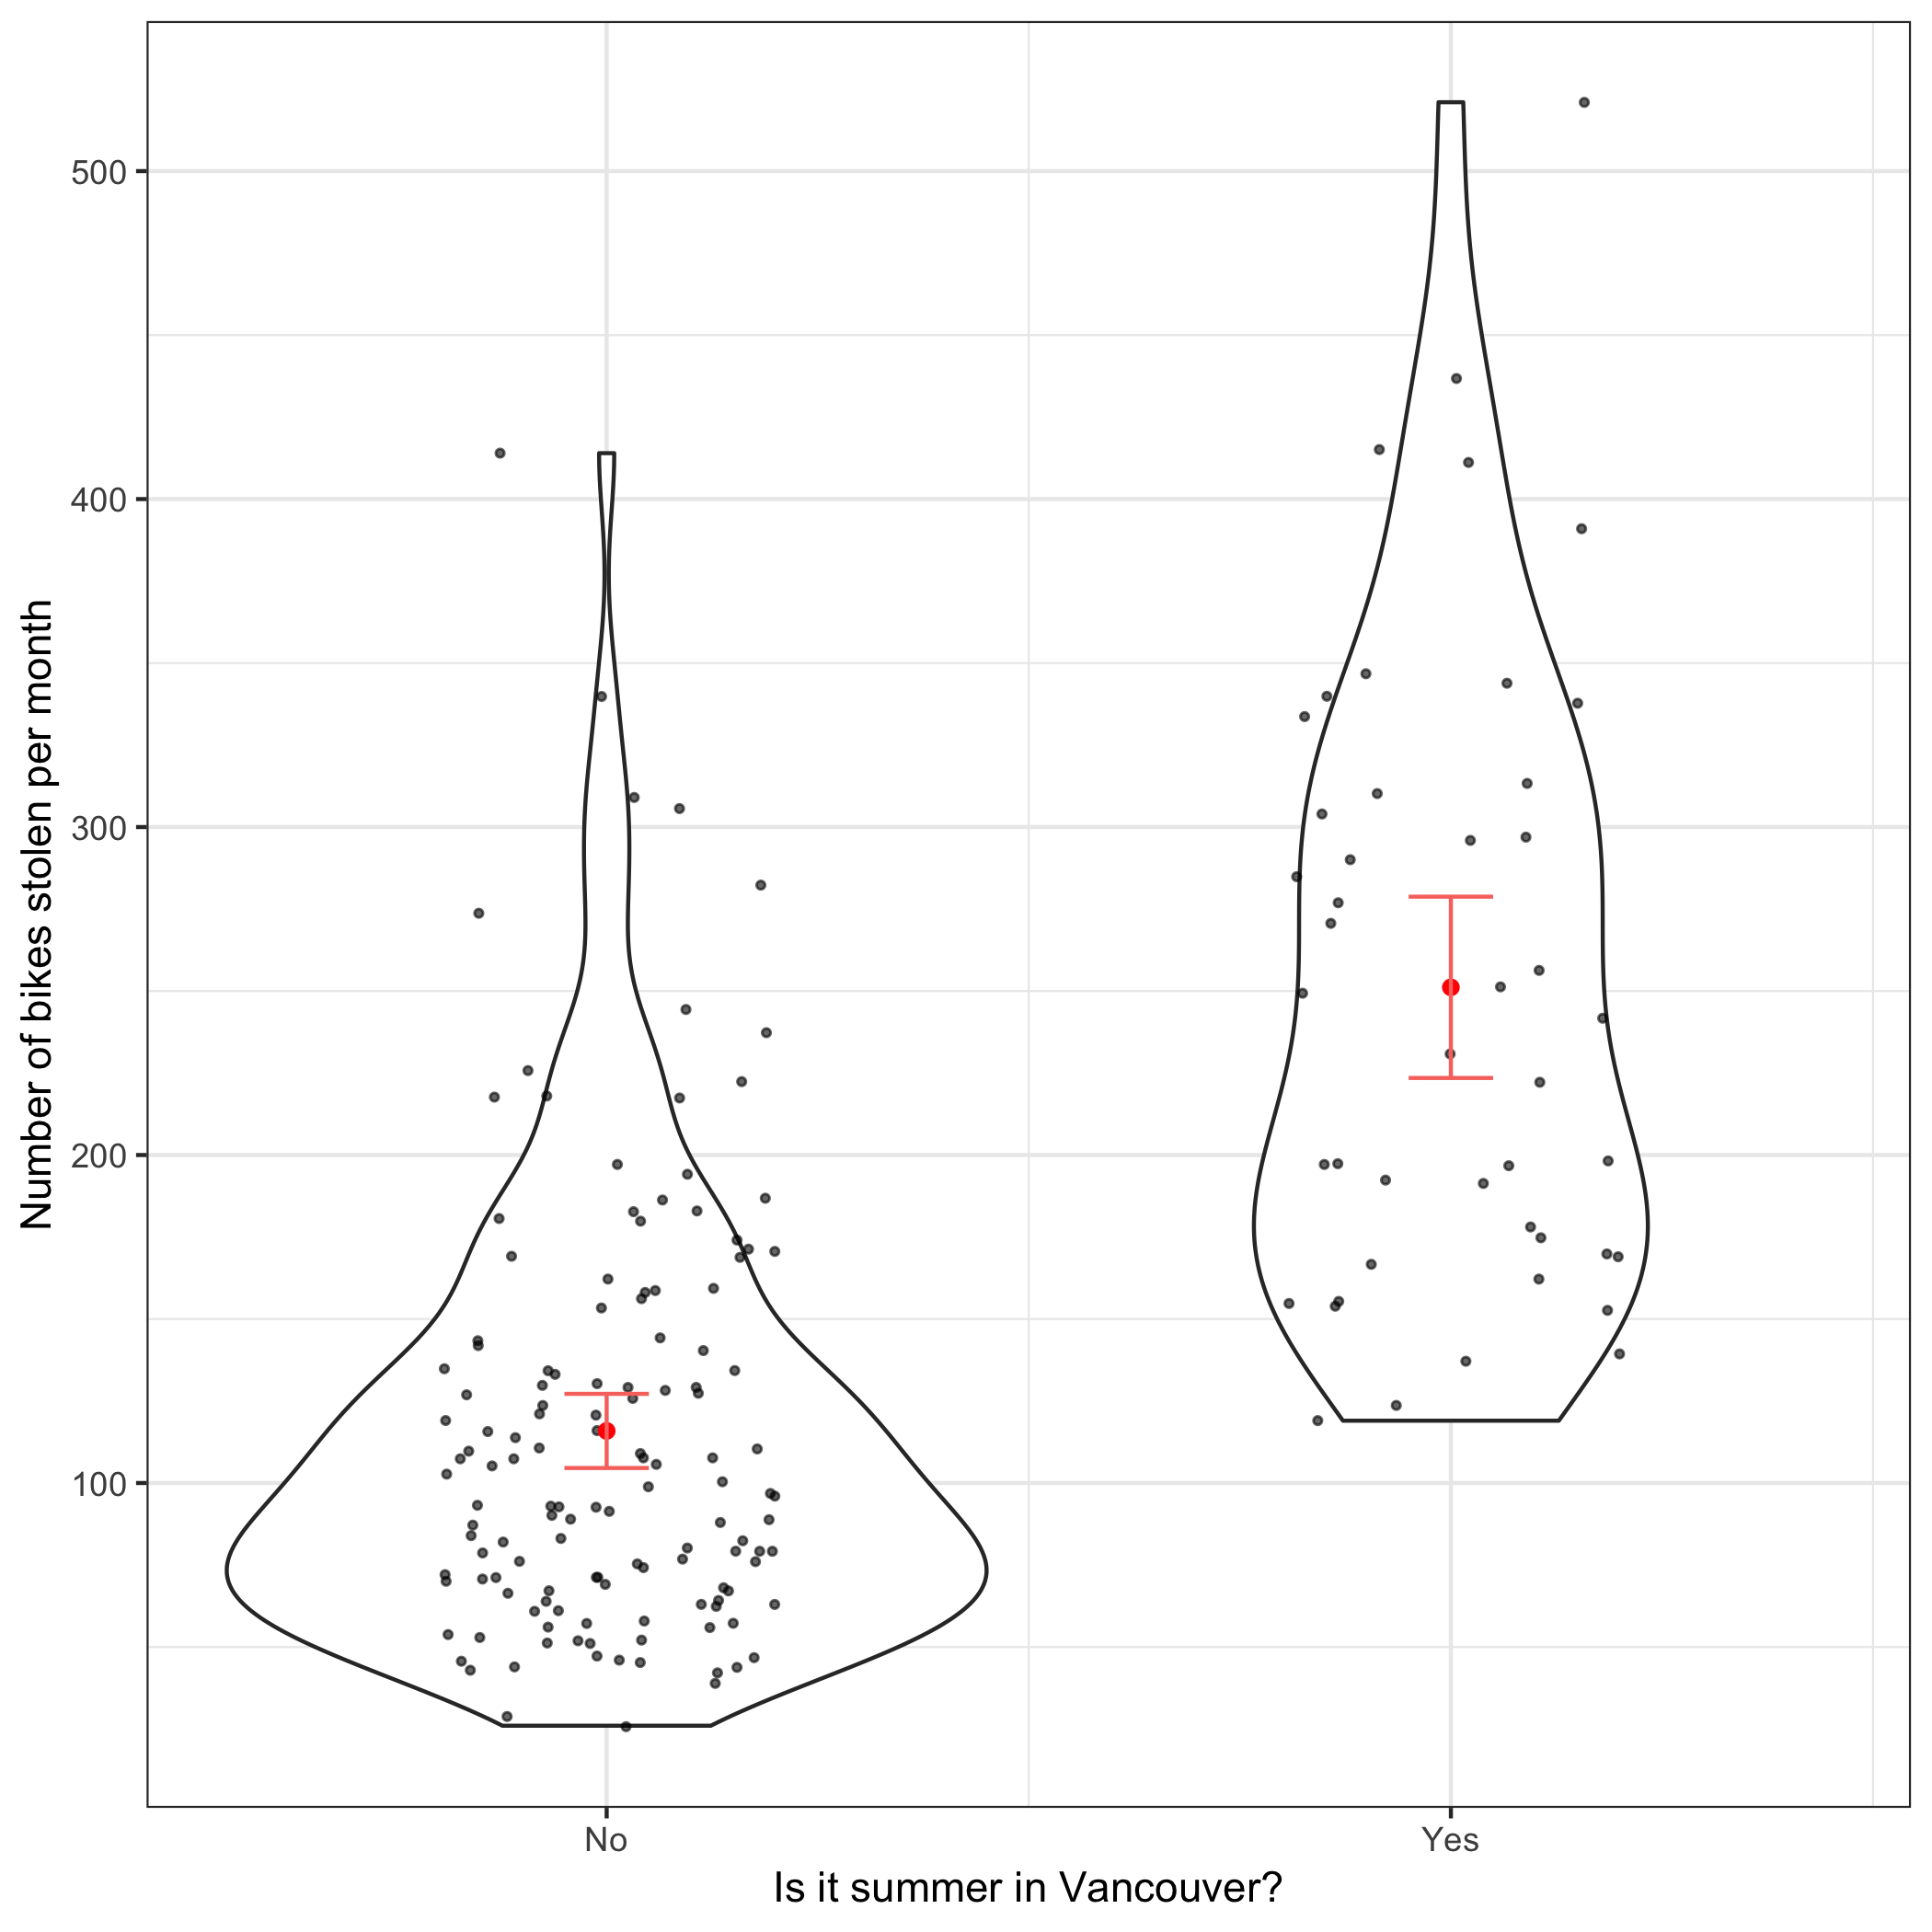 Number of bikes stolen per month
500
400
300
200
100
No
Yes
Is it summer in Vancouver?